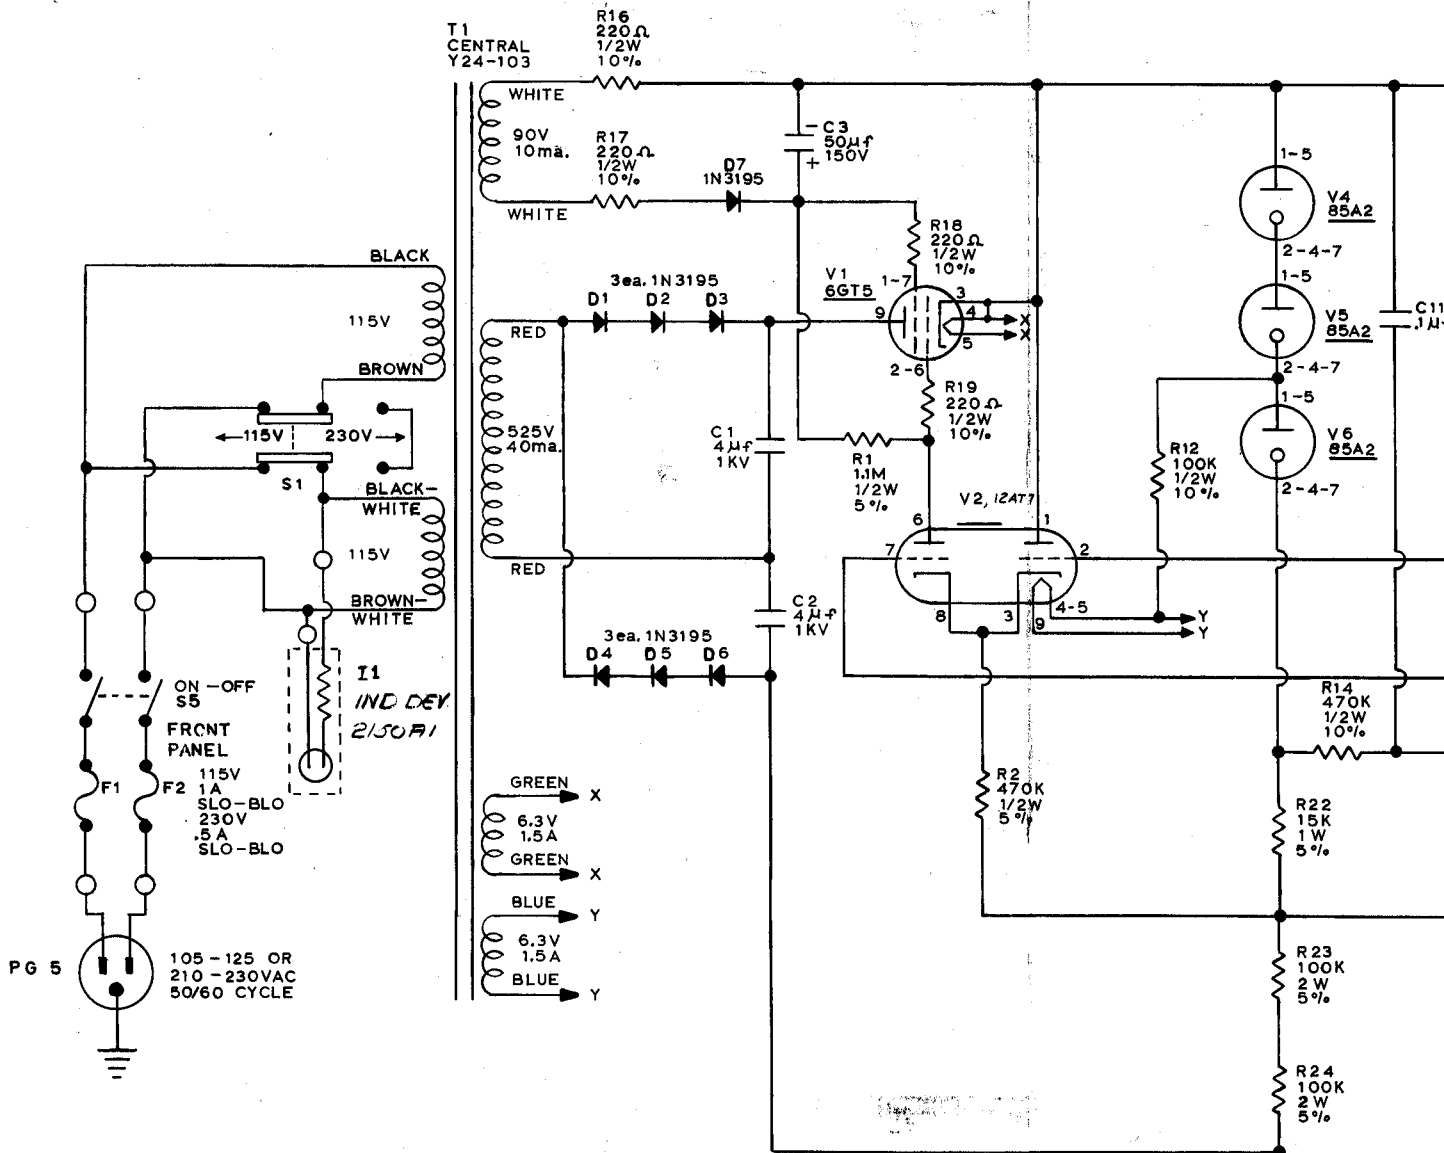 T1
CENTRAL
Y24-103
R16
220Ω
1/2W
10%
WHITE
90V
10ma.
R17
220Ω
1/2W
10%
WHITE
D7
1N3195
C3
50µf
150V
−
+
R18
220Ω
1/2W
10%
V1
6GT5
1-7
9
3
4
5
X
X
2-6
R19
220Ω
1/2W
10%
1-5
V4
85A2
2-4-7
1-5
V5
85A2
2-4-7
1-5
V6
85A2
2-4-7
C11
.1µ
BLACK
115V
BROWN
115V
230V
S1
BLACK-
WHITE
115V
BROWN-
WHITE
3ea. 1N3195
D1
D2
D3
RED
525V
40ma.
RED
C1
4µf
1KV
C2
4µf
1KV
3ea. 1N3195
D4
D5
D6
R1
1.1M
1/2W
5%
V2, 12AT7
6
1
7
2
8
3
9
4-5
Y
Y
R12
100K
1/2W
10%
I1
IND DEV.
2150A1
ON-OFF
S5
FRONT
PANEL
F1
F2
115V
1A
SLO-BLO
230V
.5A
SLO-BLO
GREEN
X
6.3V
1.5A
GREEN
X
BLUE
Y
6.3V
1.5A
BLUE
Y
R2
470K
1/2W
5%
R14
470K
1/2W
10%
R22
15K
1W
5%
R23
100K
2W
5%
R24
100K
2W
5%
PG 5
105-125 OR
210-230VAC
50/60 CYCLE